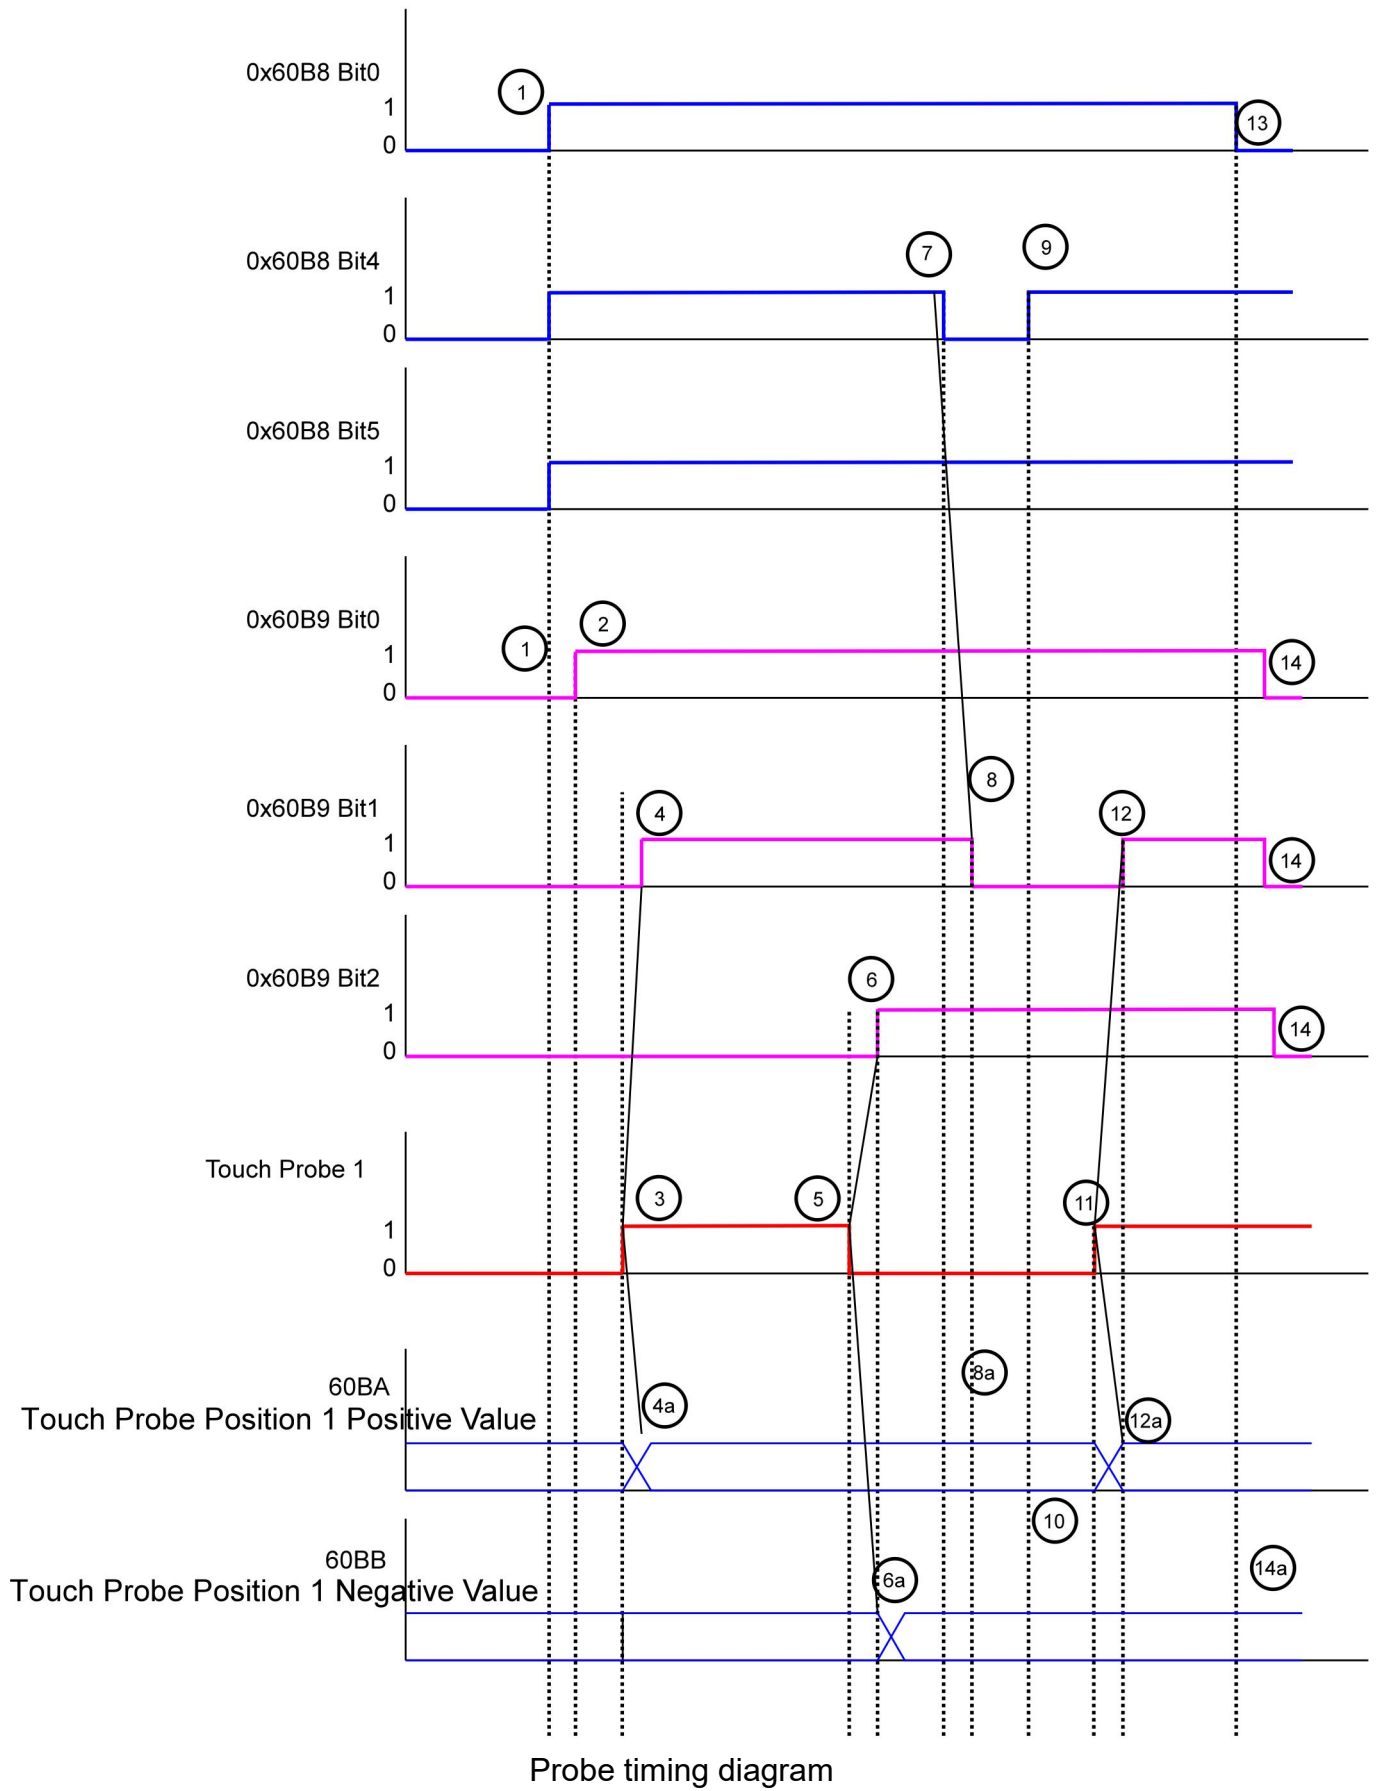 0x60B8 Bit0
1
1
13
0
0x60B8 Bit4
7
9
1
0
0x60B8 Bit5
1
0
0x60B9 Bit0
2
1
1
14
0
8
0x60B9 Bit1
4
12
1
14
0
0x60B9 Bit2
6
1
14
0
Touch Probe 1
3
5
11
1
0
8a
60BA
4a
12a
Touch Probe Position 1 Positive Value
10
60BB
14a
6a
Touch Probe Position 1 Negative Value
Probe timing diagram